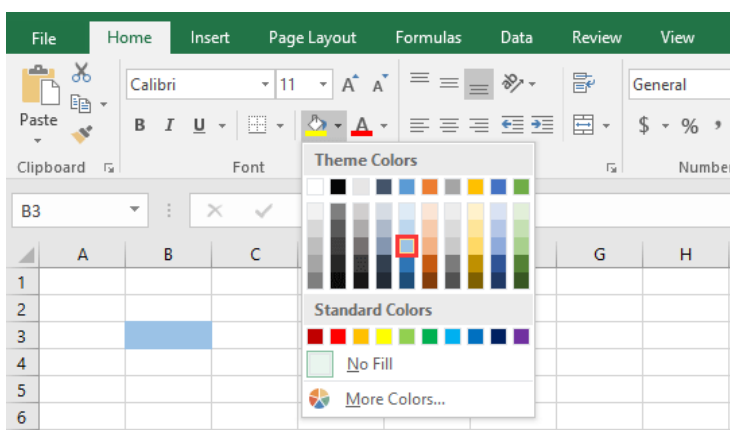 File Home Insert Page Layout Formulas Data Review View
Calibri 11 A A General
Paste B I U A $ % ,
Clipboard Font Number
Theme Colors
B3
A B C G H
1
2
Standard Colors
3
4
No Fill
5
More Colors...
6